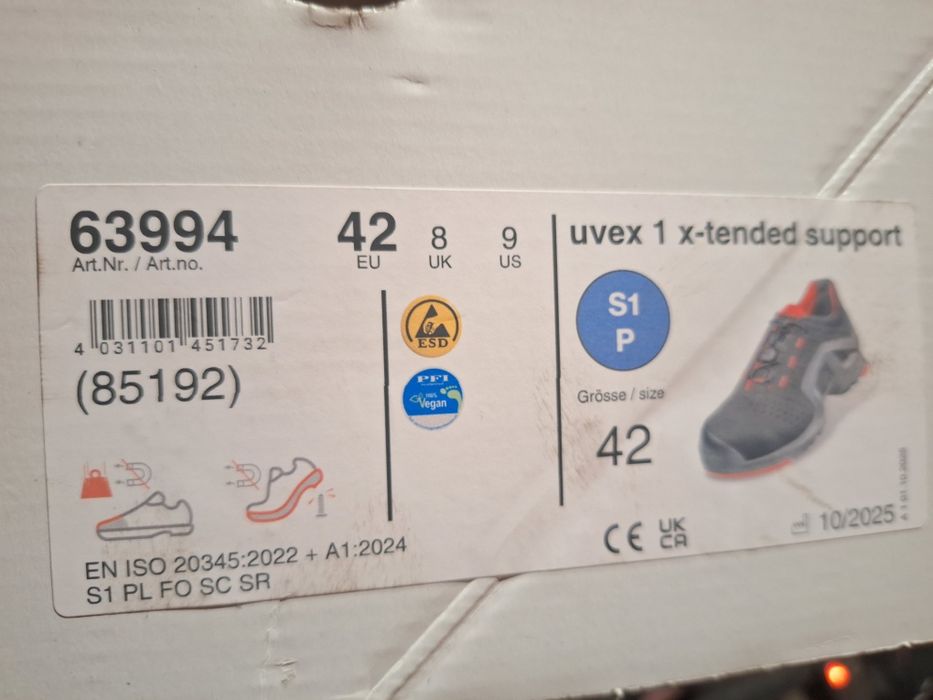 63994
Art.Nr. / Art.no.
42 8 9
EU UK US
4 031101 451732
(85192)
ESD
PFI
100%
Vegan
EN ISO 20345:2022 + A1:2024
S1 PL FO SC SR
uvex 1 x-tended support
S1
P
Grösse / size
42
CE UK
CA
10/2025